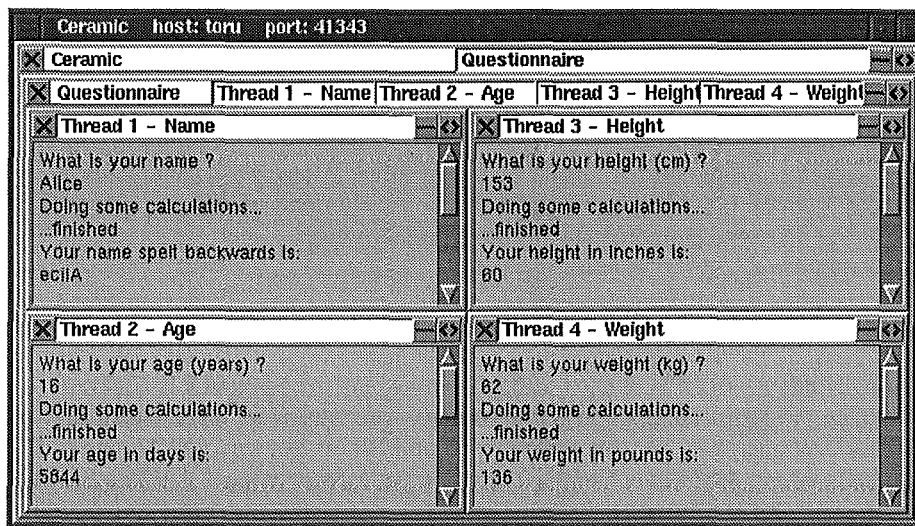 Ceramic host: toru port: 41343
Ceramic Questionnaire
Questionnaire Thread 1 - Name Thread 2 - Age Thread 3 - Height Thread 4 - Weight
Thread 1 - Name
What is your name ?
Alice
Doing some calculations...
...finished
Your name spelt backwards is:
ecilA
Thread 3 - Height
What is your height (cm) ?
153
Doing some calculations...
...finished
Your height in inches is:
60
Thread 2 - Age
What is your age (years) ?
16
Doing some calculations...
...finished
Your age in days is:
5844
Thread 4 - Weight
What is your weight (kg) ?
62
Doing some calculations...
...finished
Your weight in pounds is:
136